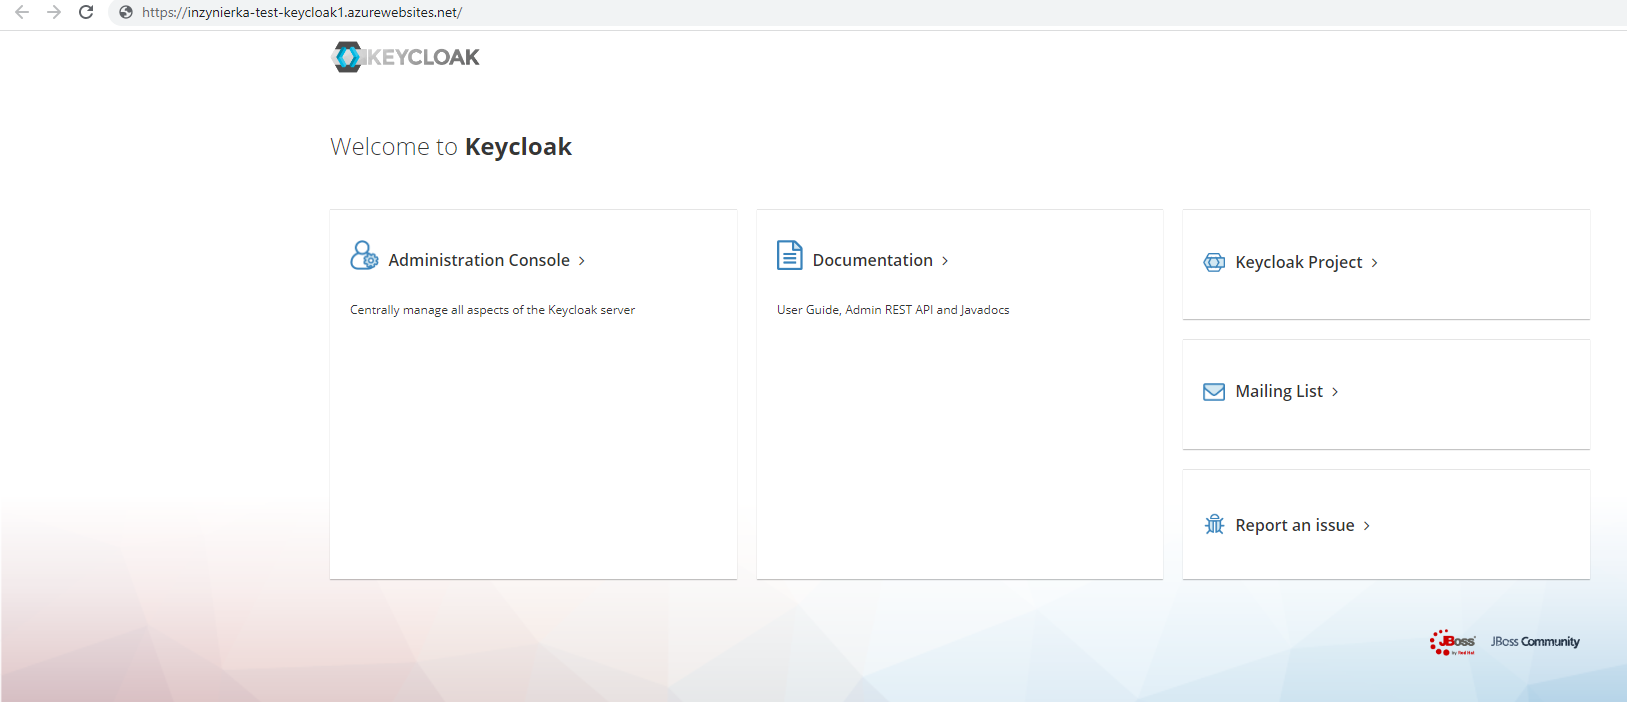 https://inzynierka-test-keycloak1.azurewebsites.net/
KEYCLOAK
Welcome to Keycloak
Administration Console
Centrally manage all aspects of the Keycloak server
Documentation
User Guide, Admin REST API and Javadocs
Keycloak Project
Mailing List
Report an issue
JBoss
by Red Hat
JBoss Community